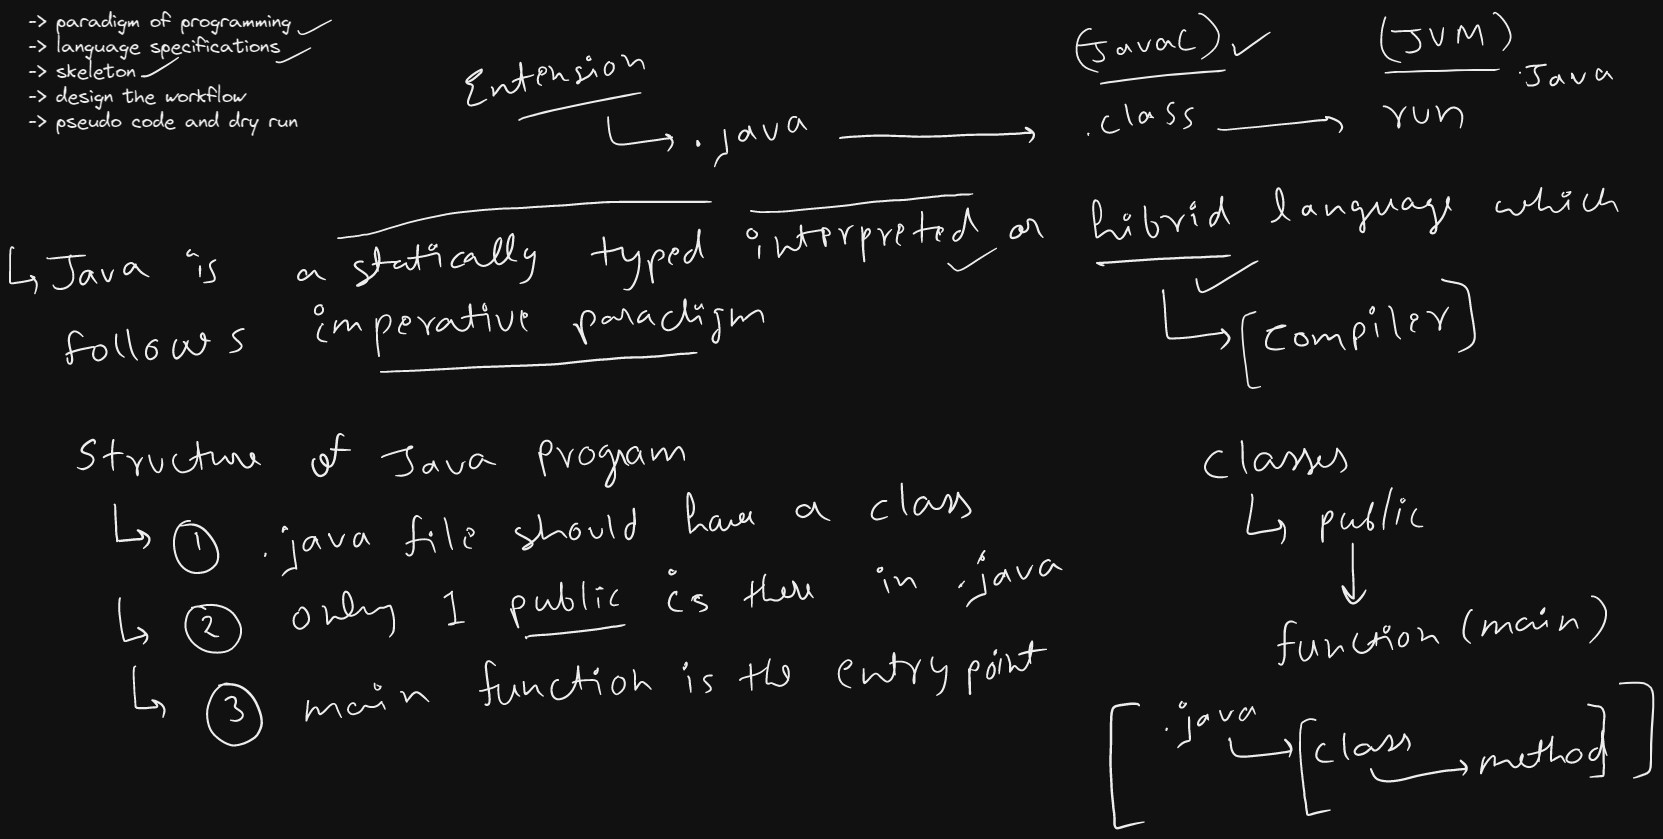 -> paradigm of programming
-> language specifications
-> skeleton
-> design the workflow
-> pseudo code and dry run
Extension
.java
(Javac)
.class
(JVM)
run
.Java
Java is a statically typed interpreted or hibrid language which
follows imperative paradigm
[Compiler]
Structure of Java program
1 .java file should have a class
2 only 1 public is there in .java
3 main function is the entry point
classes
public
function (main)
[.java [class method]]